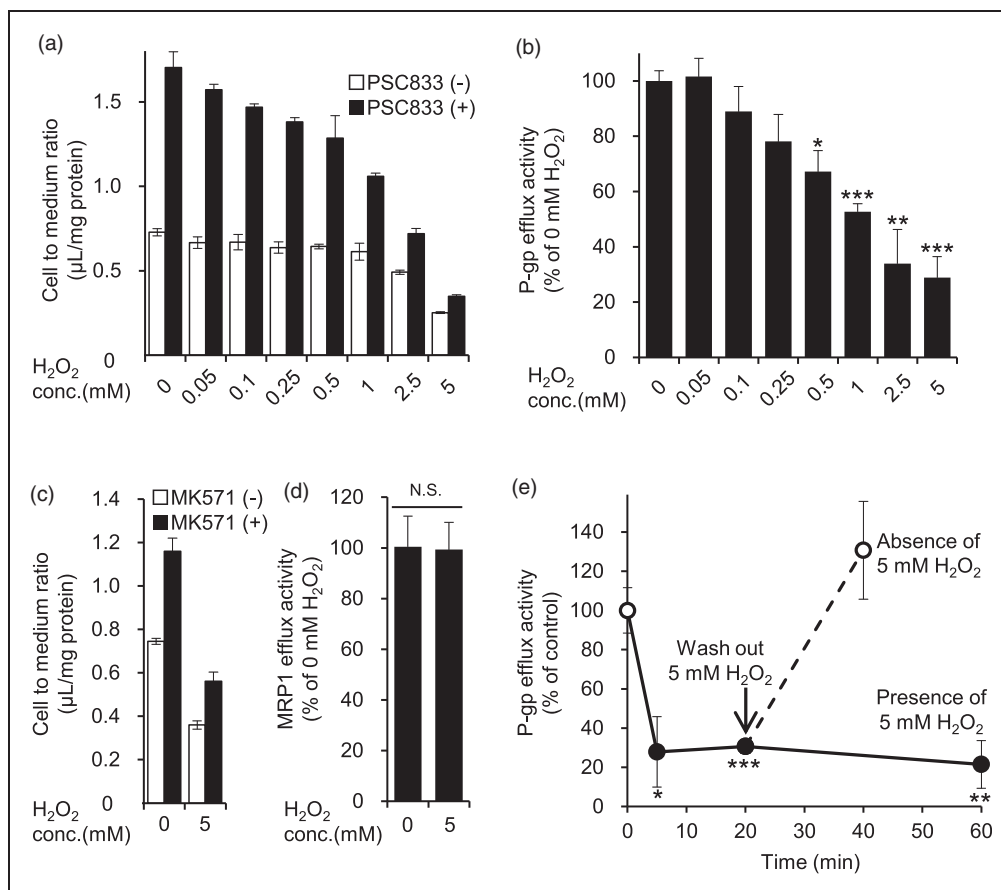 (a)
Cell to medium ratio
(µL/mg protein)
1.5
1.0
0.5
0
PSC833 (-)
PSC833 (+)
H₂O₂
conc.(mM)
0 0.05 0.1 0.25 0.5 1 2.5 5
(b)
P-gp efflux activity
(% of 0 mM H₂O₂)
100
80
60
40
20
0
* *** ** ***
H₂O₂
conc.(mM)
0 0.05 0.1 0.25 0.5 1 2.5 5
(c)
Cell to medium ratio
(µL/mg protein)
1.4
1.2
1.0
0.8
0.6
0.4
0.2
0
MK571 (-)
MK571 (+)
H₂O₂
conc.(mM)
0 5
(d)
MRP1 efflux activity
(% of 0 mM H₂O₂)
120
100
80
60
40
20
0
N.S.
H₂O₂
conc.(mM)
0 5
(e)
P-gp efflux activity
(% of control)
140
120
100
80
60
40
20
0
Absence of
5 mM H₂O₂
Wash out
5 mM H₂O₂
Presence of
5 mM H₂O₂
* *** **
0 10 20 30 40 50 60
Time (min)